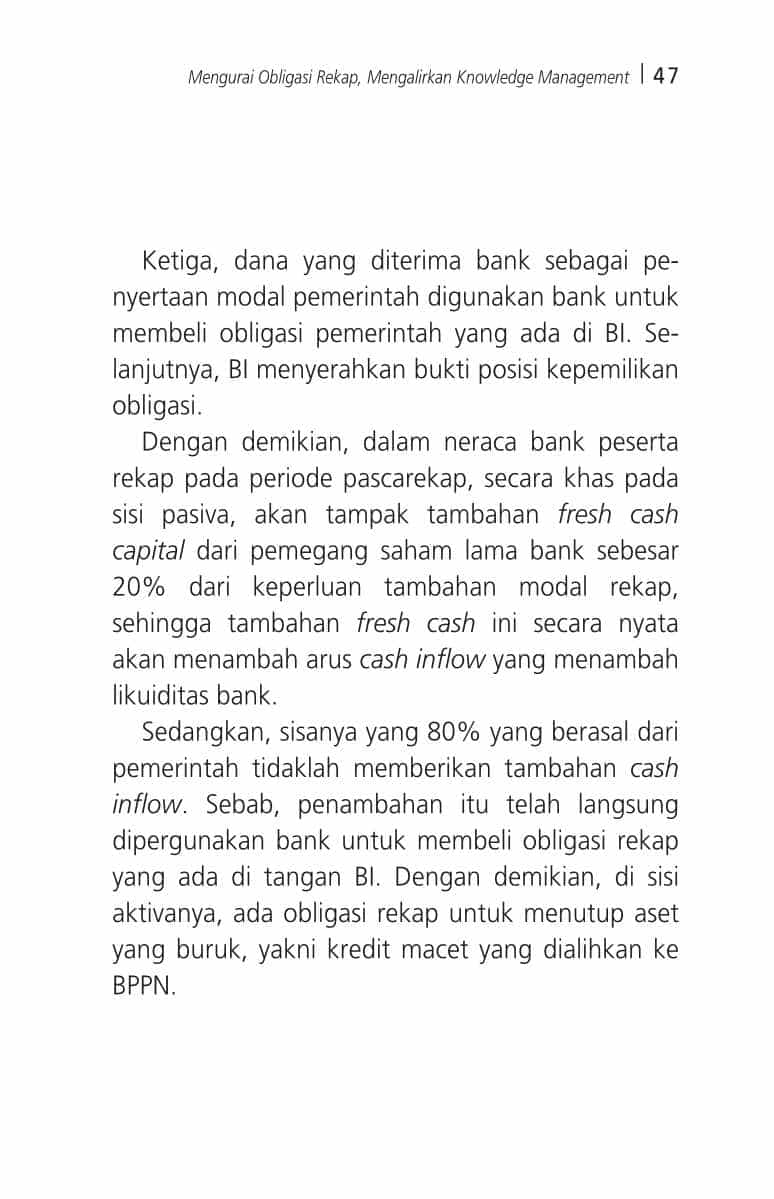 Mengurai Obligasi Rekap, Mengalirkan Knowledge Management | 47
Ketiga, dana yang diterima bank sebagai pe-
nyertaan modal pemerintah digunakan bank untuk
membeli obligasi pemerintah yang ada di BI. Se-
lanjutnya, BI menyerahkan bukti posisi kepemilikan
obligasi.
Dengan demikian, dalam neraca bank peserta
rekap pada periode pascarekap, secara khas pada
sisi pasiva, akan tampak tambahan fresh cash
capital dari pemegang saham lama bank sebesar
20% dari keperluan tambahan modal rekap,
sehingga tambahan fresh cash ini secara nyata
akan menambah arus cash inflow yang menambah
likuiditas bank.
Sedangkan, sisanya yang 80% yang berasal dari
pemerintah tidaklah memberikan tambahan cash
inflow. Sebab, penambahan itu telah langsung
dipergunakan bank untuk membeli obligasi rekap
yang ada di tangan BI. Dengan demikian, di sisi
aktivanya, ada obligasi rekap untuk menutup aset
yang buruk, yakni kredit macet yang dialihkan ke
BPPN.